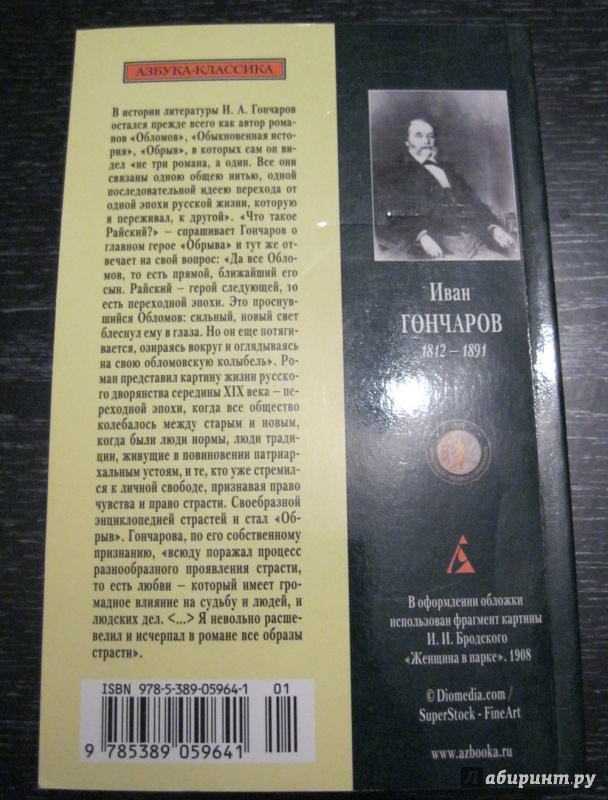 АЗБУКА-КЛАССИКА
В истории литературы И. А. Гончаров
остался прежде всего как автор рома-
нов «Обломов», «Обыкновенная исто-
рия», «Обрыв», в которых сам он ви-
дел «не три романа, а один. Все они
связаны одною общею нитью, одной
последовательной идеею перехода от
одной эпохи русской жизни, которую
я переживал, к другой». «Что такое
Райский?» – спрашивает Гончаров о
главном герое «Обрыва» и тут же от-
вечает на свой вопрос: «Да все Обло-
мов, то есть прямой, ближайший его
сын. Райский – герой следующей, то
есть переходной эпохи. Это проснув-
шийся Обломов: сильный, новый свет
блеснул ему в глаза. Но он еще потяги-
вается, озираясь вокруг и оглядываясь
на свою обломовскую колыбель». Ро-
ман представил картину жизни русско-
го дворянства середины XIX века – пе-
реходной эпохи, когда все общество
колебалось между старым и новым,
когда были люди нормы, люди тради-
ции, живущие в повиновении патриар-
хальным устоям, и те, кто уже стремил-
ся к личной свободе, признавая право
чувства и право страсти. Своебразной
энциклопедией страстей и стал «Об-
рыв». Гончарова, по его собственному
признанию, «всюду поражал процесс
разнообразного проявления страсти,
то есть любви – который имеет гро-
мадное влияние на судьбу и людей, и
людских дел. <...> Я невольно расше-
велил и исчерпал в романе все образы
страсти».
ISBN 978-5-389-05964-1 01
9 785389 059641
Иван
ГОНЧАРОВ
1812 – 1891
В оформлении обложки
использован фрагмент картины
И. И. Бродского
«Женщина в парке». 1908
© Diomedia.com /
SuperStock - FineArt
www.azbooka.ru
Лабиринт.ру